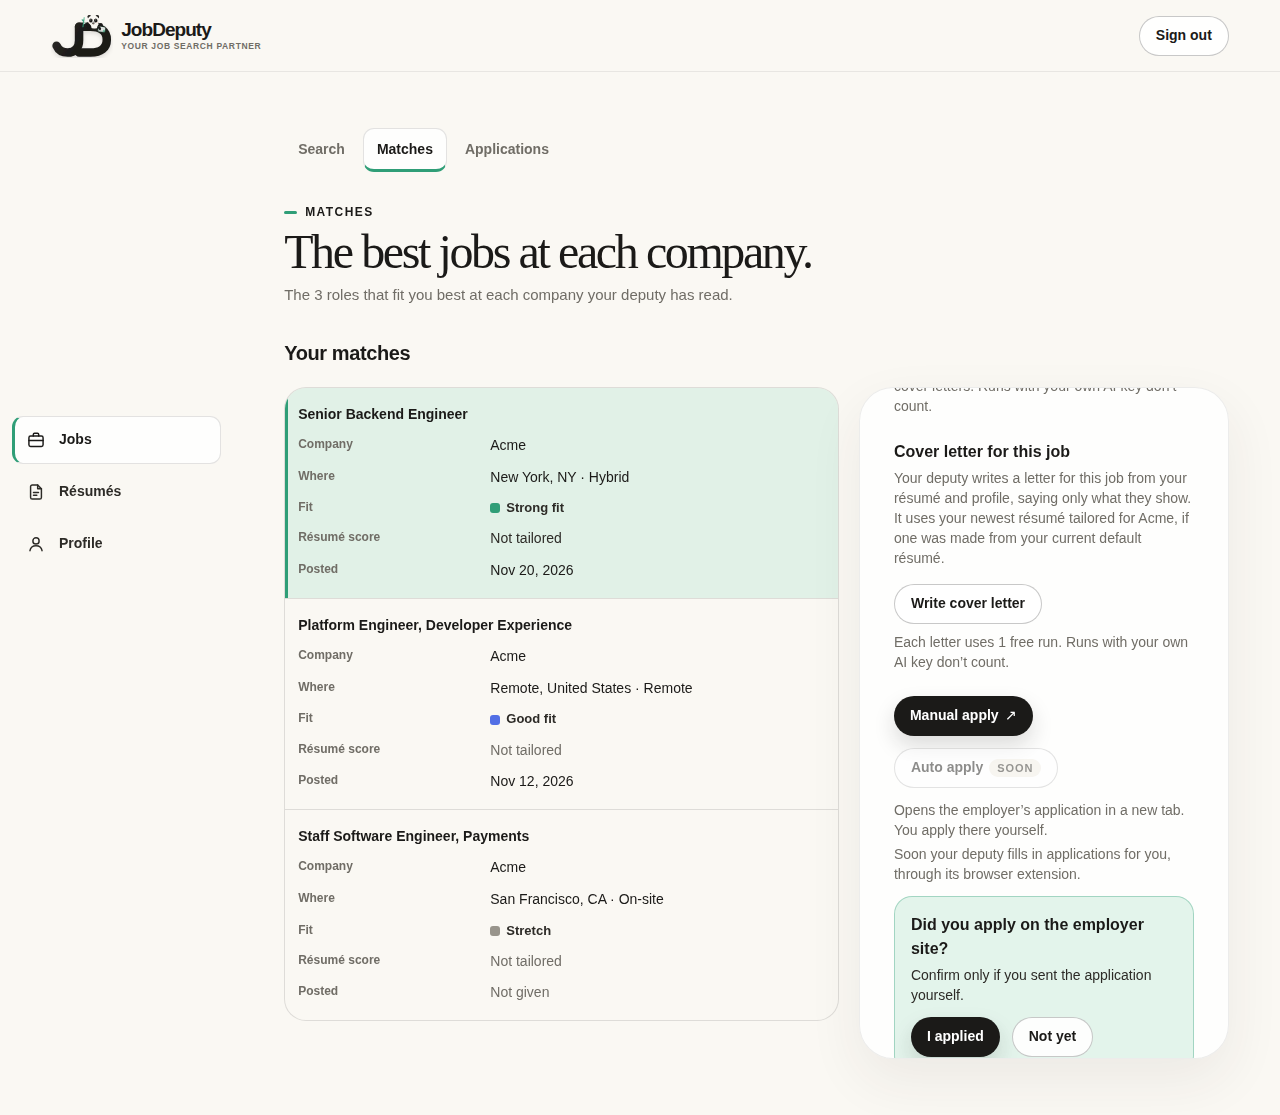 JobDeputy
YOUR JOB SEARCH PARTNER
Sign out
Search
Matches
Applications
MATCHES
The best jobs at each company.
The 3 roles that fit you best at each company your deputy has read.
Your matches
Jobs
Résumés
Profile
Senior Backend Engineer
Company Acme
Where New York, NY · Hybrid
Fit Strong fit
Résumé score Not tailored
Posted Nov 20, 2026
Platform Engineer, Developer Experience
Company Acme
Where Remote, United States · Remote
Fit Good fit
Résumé score Not tailored
Posted Nov 12, 2026
Staff Software Engineer, Payments
Company Acme
Where San Francisco, CA · On-site
Fit Stretch
Résumé score Not tailored
Posted Not given
cover letters. Runs with your own AI key don’t
count.
Cover letter for this job
Your deputy writes a letter for this job from your
résumé and profile, saying only what they show.
It uses your newest résumé tailored for Acme, if
one was made from your current default
résumé.
Write cover letter
Each letter uses 1 free run. Runs with your own
AI key don’t count.
Manual apply ↗
Auto apply SOON
Opens the employer’s application in a new tab.
You apply there yourself.
Soon your deputy fills in applications for you,
through its browser extension.
Did you apply on the employer
site?
Confirm only if you sent the application
yourself.
I applied
Not yet